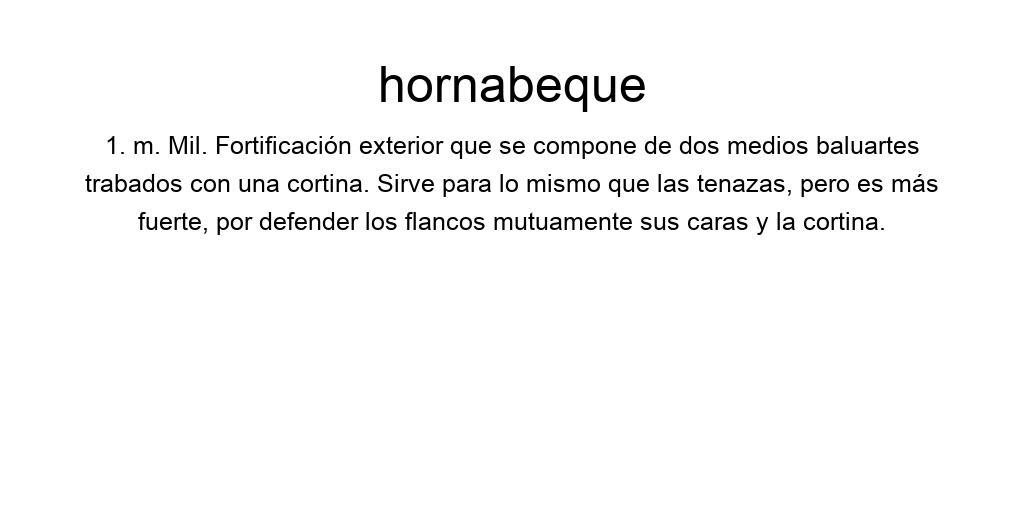 hornabeque
1. m. Mil. Fortificación exterior que se compone de dos medios baluartes
trabados con una cortina. Sirve para lo mismo que las tenazas, pero es más
fuerte, por defender los flancos mutuamente sus caras y la cortina.